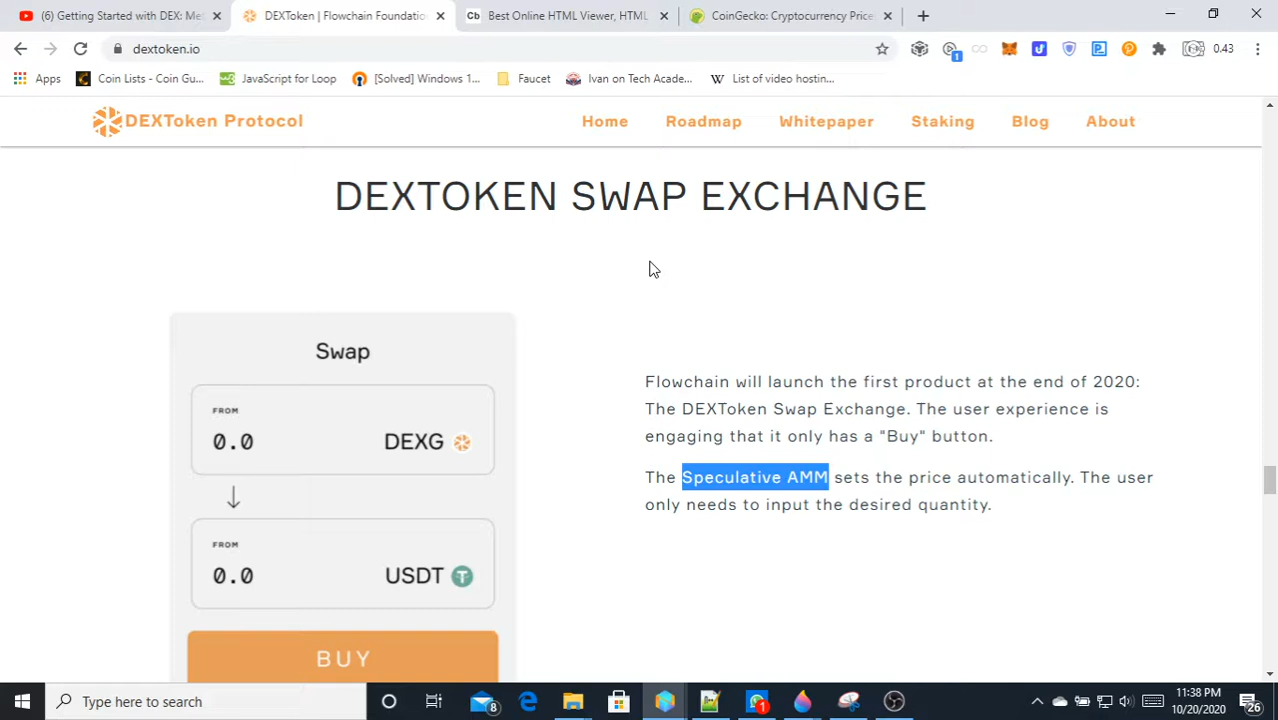 (6) Getting Started with DEX: Me
DEXToken | Flowchain Foundatio
Cb Best Online HTML Viewer, HTML
CoinGecko: Cryptocurrency Price
dextoken.io
1
0.43
Apps
Coin Lists - Coin Gu...
JavaScript for Loop
[Solved] Windows 1...
Faucet
Ivan on Tech Acade...
W List of video hostin...
DEXToken Protocol
Home
Roadmap
Whitepaper
Staking
Blog
About
DEXTOKEN SWAP EXCHANGE
Swap
FROM
0.0 DEXG
FROM
0.0 USDT
BUY
Flowchain will launch the first product at the end of 2020:
The DEXToken Swap Exchange. The user experience is
engaging that it only has a "Buy" button.
The Speculative AMM sets the price automatically. The user
only needs to input the desired quantity.
Type here to search
8
1
11:38 PM
10/20/2020
26